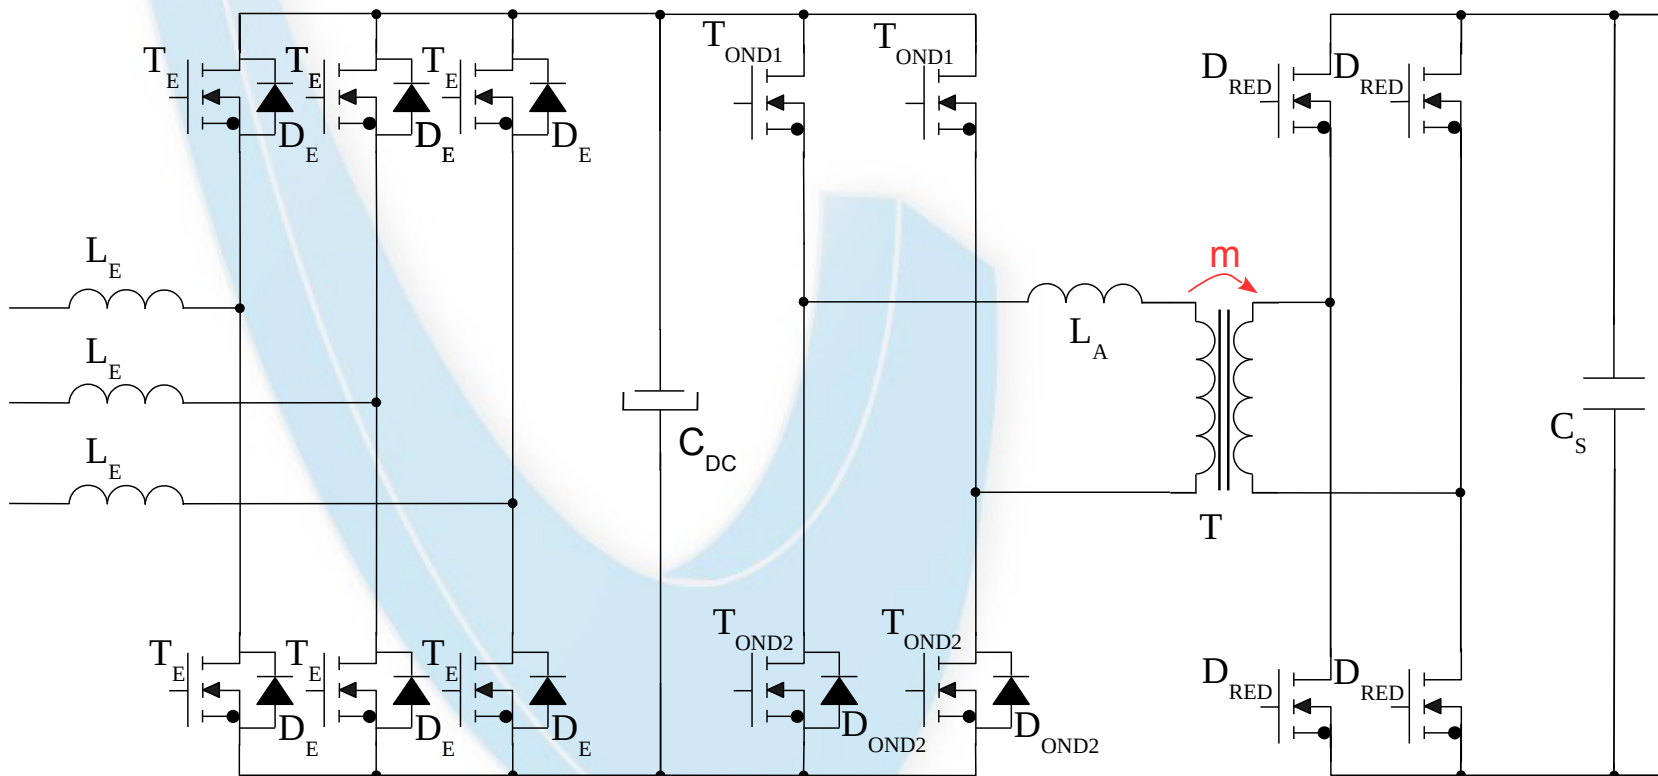 T_OND1 T_OND1
T_E T_E T_E D_RED D_RED
D_E D_E D_E
L_E
m
L_E L_A
C_S
C_DC
L_E
T
T_OND2 T_OND2
T_E T_E T_E D_RED D_RED
D_E D_E D_E D_OND2 D_OND2